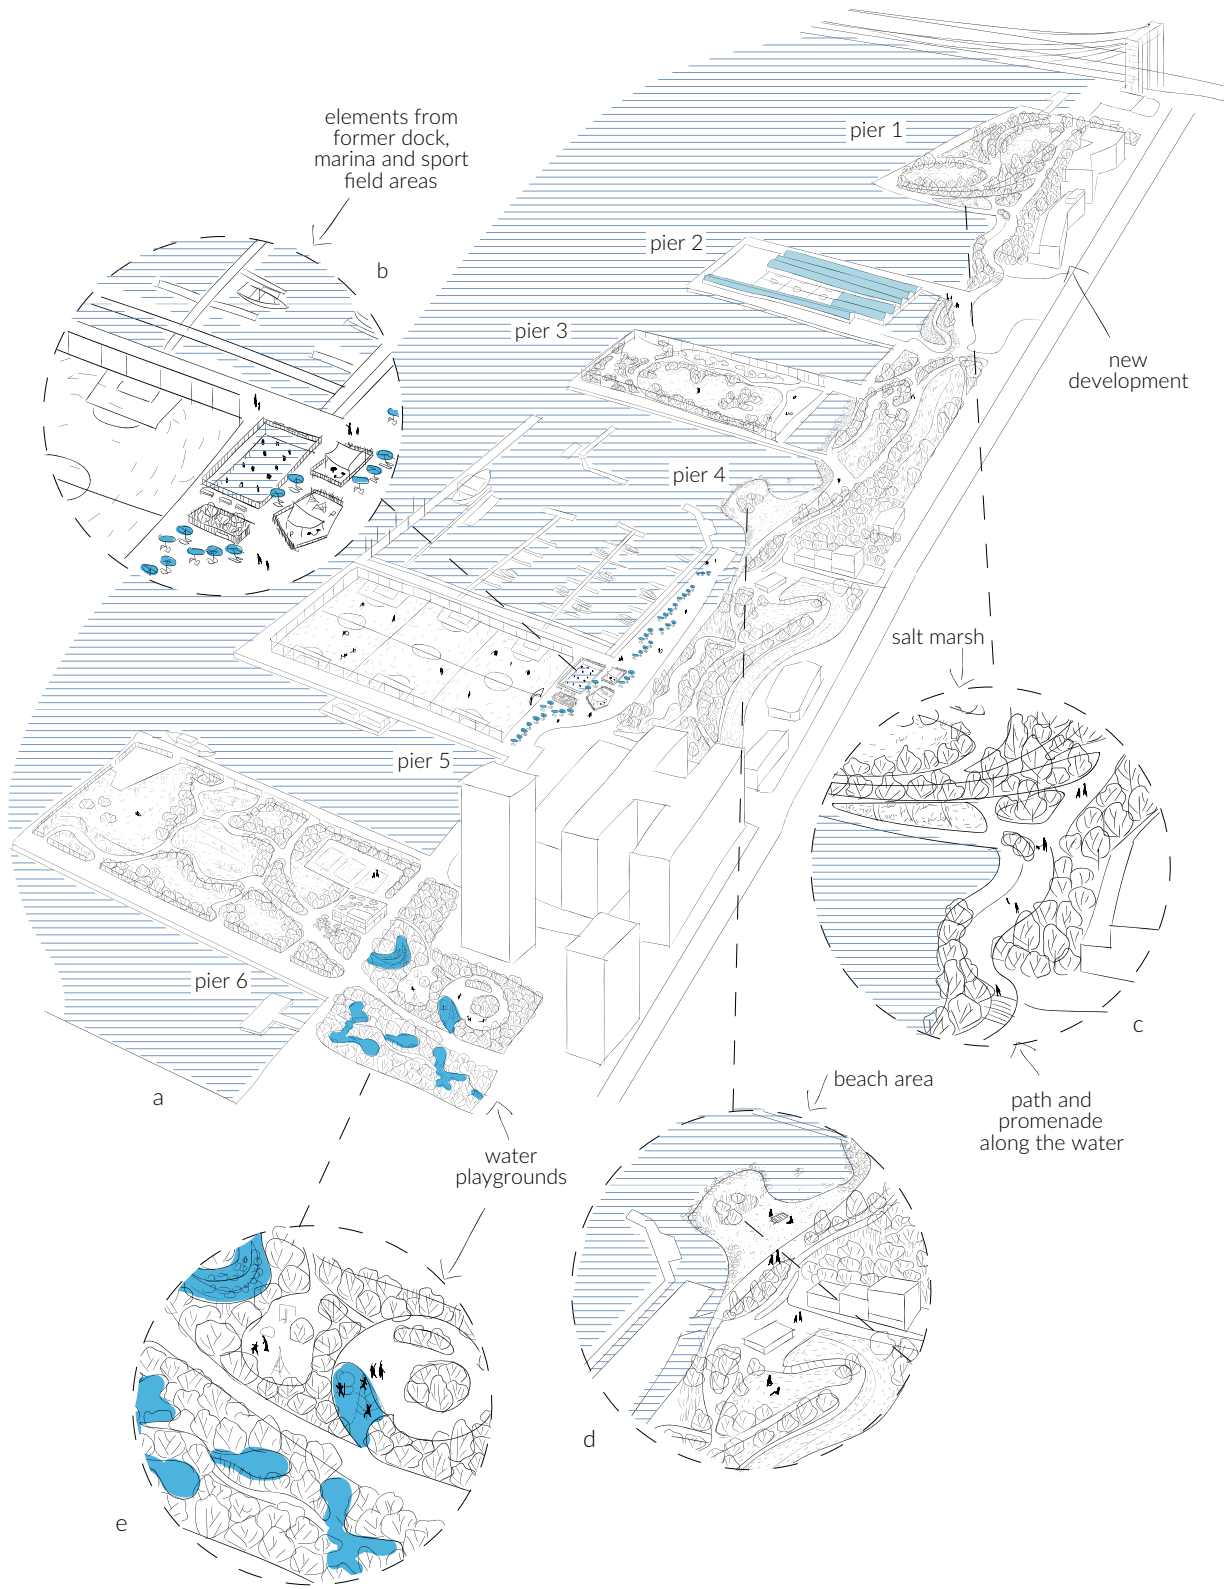 elements from
former dock,
marina and sport
field areas
pier 1
b
pier 2
pier 3
new
development
pier 4
salt marsh
pier 5
pier 6
c
a
beach area
path and
promenade
along the water
water
playgrounds
d
e